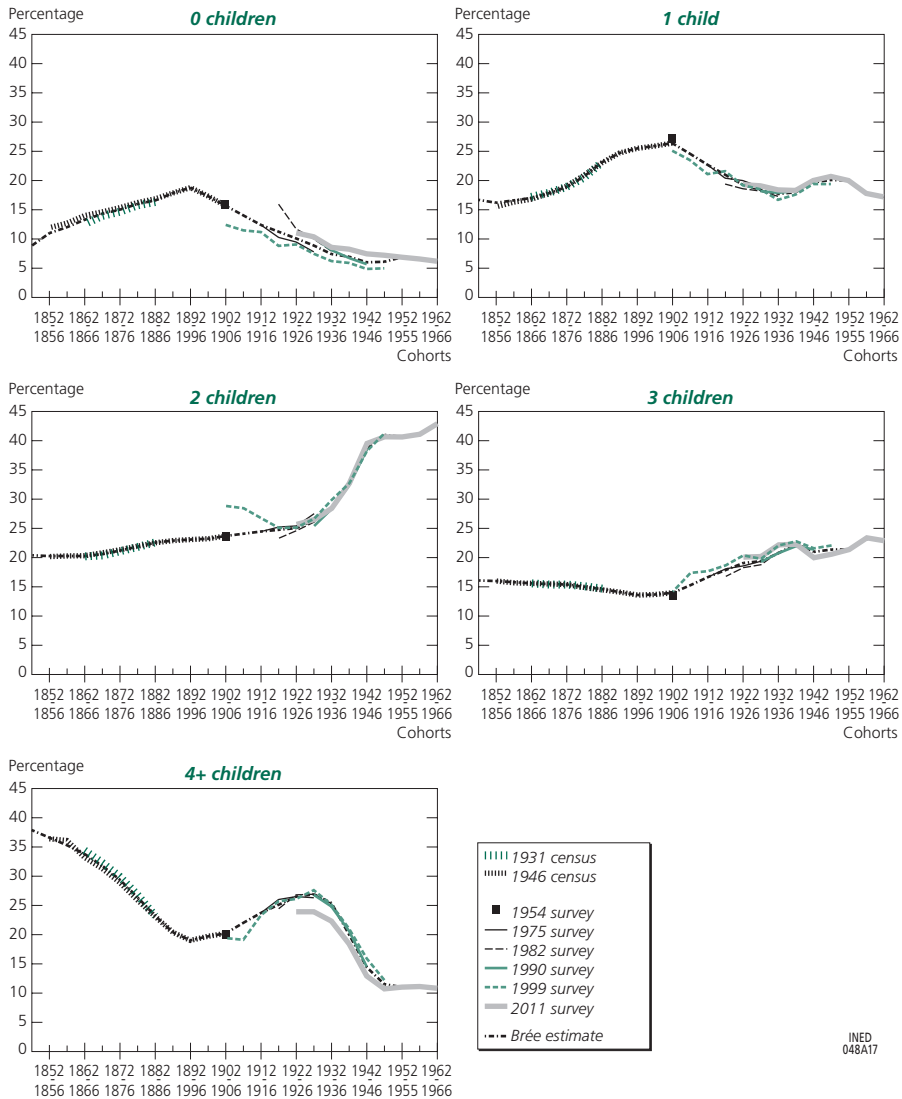 Percentage
0 children
45
40
35
30
25
20
15
10
5
0
1852 1862 1872 1882 1892 1902 1912 1922 1932 1942 1952 1962
- - - - - - - - - - - -
1856 1866 1876 1886 1996 1906 1916 1926 1936 1946 1955 1966
Cohorts
Percentage
1 child
45
40
35
30
25
20
15
10
5
0
1852 1862 1872 1882 1892 1902 1912 1922 1932 1942 1952 1962
- - - - - - - - - - - -
1856 1866 1876 1886 1996 1906 1916 1926 1936 1946 1955 1966
Cohorts
Percentage
2 children
45
40
35
30
25
20
15
10
5
0
1852 1862 1872 1882 1892 1902 1912 1922 1932 1942 1952 1962
- - - - - - - - - - - -
1856 1866 1876 1886 1996 1906 1916 1926 1936 1946 1955 1966
Cohorts
Percentage
3 children
45
40
35
30
25
20
15
10
5
0
1852 1862 1872 1882 1892 1902 1912 1922 1932 1942 1952 1962
- - - - - - - - - - - -
1856 1866 1876 1886 1996 1906 1916 1926 1936 1946 1955 1966
Cohorts
Percentage
4+ children
45
40
35
30
25
20
15
10
5
0
1852 1862 1872 1882 1892 1902 1912 1922 1932 1942 1952 1962
- - - - - - - - - - - -
1856 1866 1876 1886 1996 1906 1916 1926 1936 1946 1955 1966
1931 census
1946 census
1954 survey
1975 survey
1982 survey
1990 survey
1999 survey
2011 survey
Brée estimate
INED
048A17